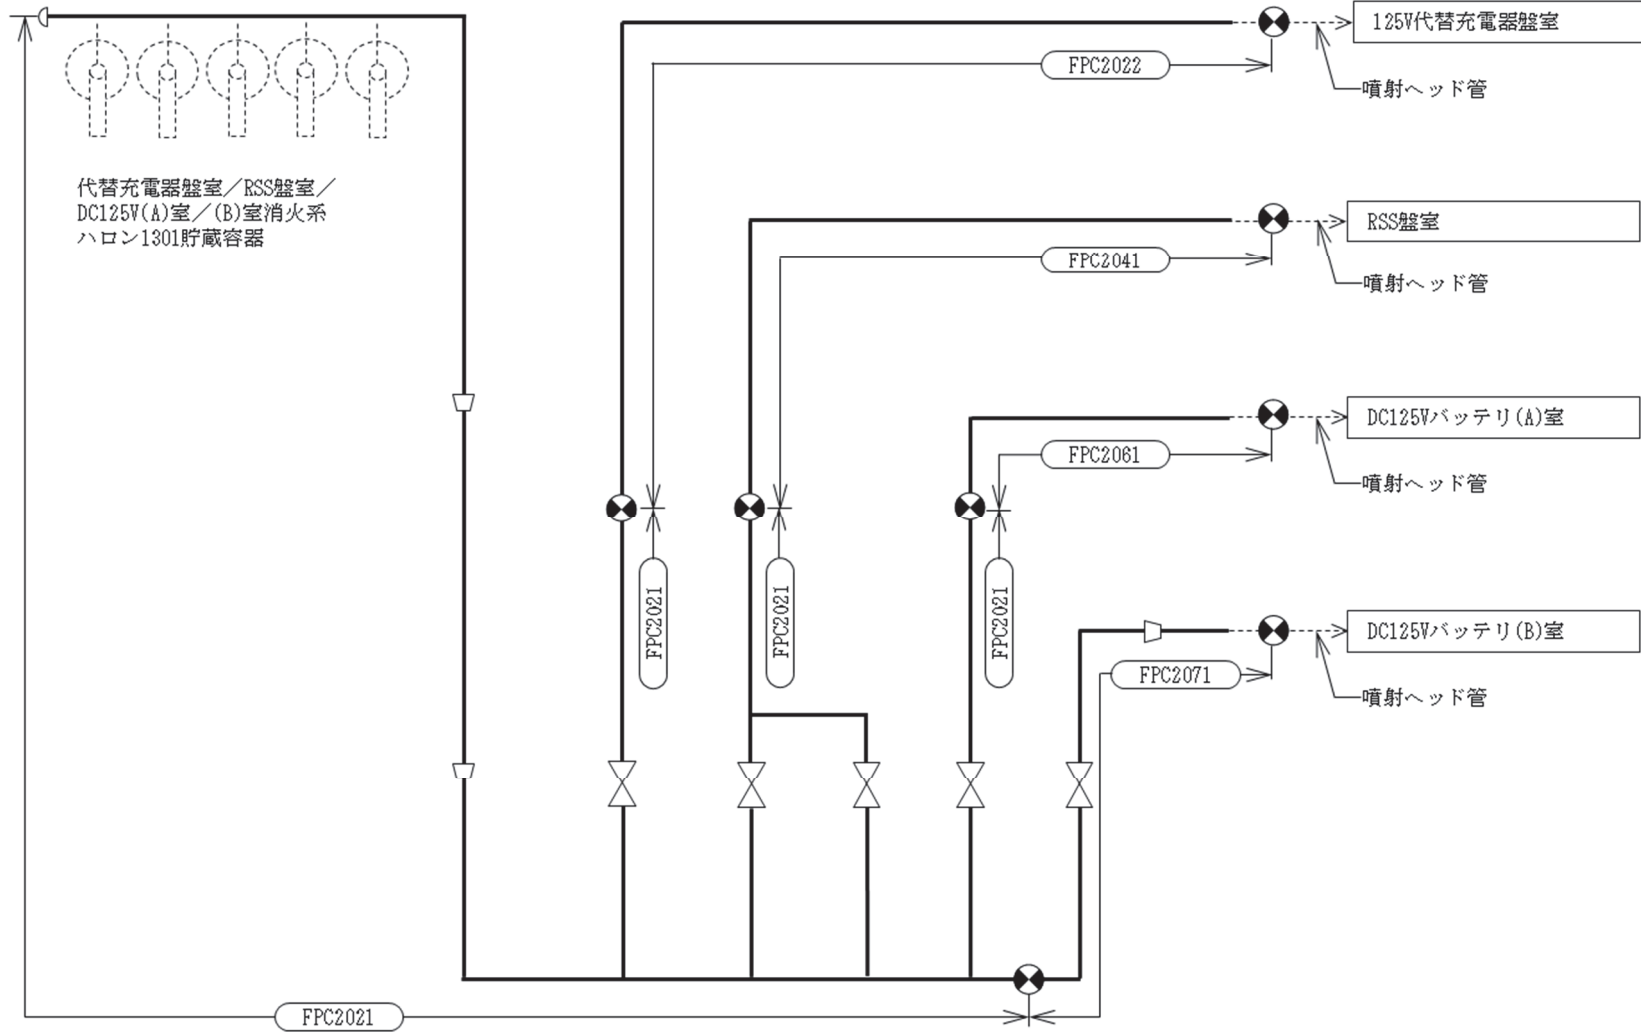 125V代替充電器盤室
FPC2022
噴射ヘッド管
代替充電器盤室／RSS盤室／
DC125V(A)室／(B)室消火系
ハロン1301貯蔵容器
RSS盤室
FPC2041
噴射ヘッド管
DC125Vバッテリ(A)室
FPC2061
噴射ヘッド管
FPC2021
FPC2021
FPC2021
DC125Vバッテリ(B)室
FPC2071
噴射ヘッド管
FPC2021